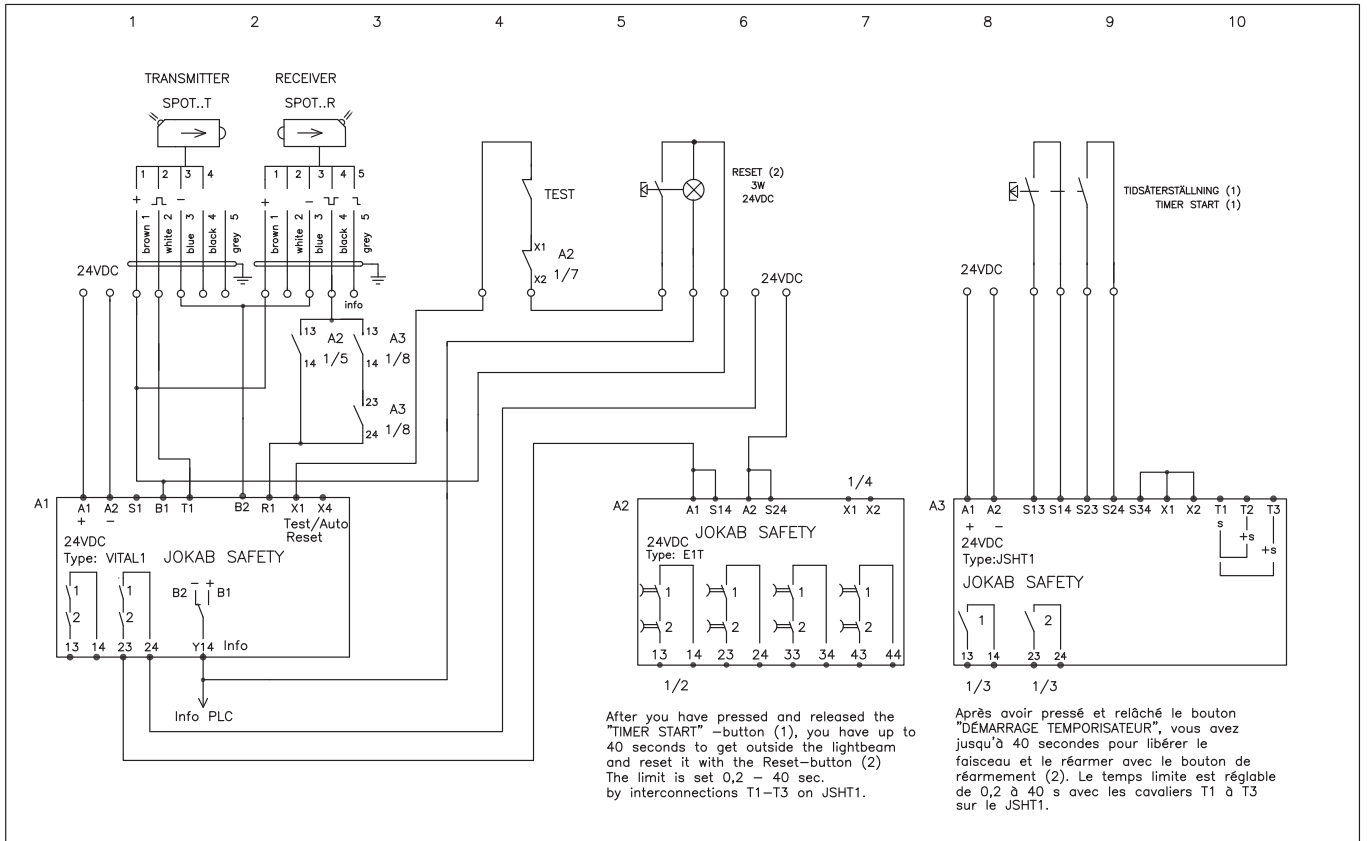 1 2 3 4 5 6 7 8 9 10
TRANSMITTER RECEIVER
SPOT..T SPOT..R
1 2 3 4 1 2 3 4 5
+ – + –
brown 1 white 2 blue 3 black 4 grey 5
brown 1 white 2 blue 3 black 4 grey 5
24VDC
info
TEST
X1 A2
X2 1/7
RESET (2)
3W
24VDC
24VDC
TIDSÅTERSTÄLLNING (1)
TIMER START (1)
24VDC
13 A2 13 A3
14 1/5 14 1/8
23 A3
24 1/8
A1
A1 A2 S1 B1 T1 B2 R1 X1 X4
+ – Test/Auto
Reset
24VDC
Type: VITAL1 JOKAB SAFETY
1 1 B2 – + B1
2 2
13 14 23 24 Y14 Info
Info PLC
1/4
A2
A1 S14 A2 S24 X1 X2
24VDC JOKAB SAFETY
Type: E1T
1 1 1 1
2 2 2 2
13 14 23 24 33 34 43 44
1/2
A3
A1 A2 S13 S14 S23 S24 S34 X1 X2 T1 T2 T3
+ – s +s +s
24VDC
Type:JSHT1
JOKAB SAFETY
1 2
13 14 23 24
1/3 1/3
After you have pressed and released the
"TIMER START" –button (1), you have up to
40 seconds to get outside the lightbeam
and reset it with the Reset–button (2)
The limit is set 0,2 – 40 sec.
by interconnections T1–T3 on JSHT1.
Après avoir pressé et relâché le bouton
"DÉMARRAGE TEMPORISATEUR", vous avez
jusqu'à 40 secondes pour libérer le
faisceau et le réarmer avec le bouton de
réarmement (2). Le temps limite est réglable
de 0,2 à 40 s avec les cavaliers T1 à T3
sur le JSHT1.